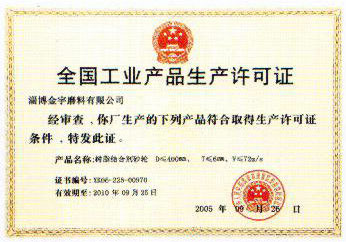 全国工业产品生产许可证
淄博金宇磨料有限公司
经审查，你厂生产的下列产品符合取得生产许可证
条件，特发此证。
产品名称:树脂结合剂砂轮 D≤400mm, T≤6mm, V≤72m/s
证书编号:XK06-228-00970
有效期至:2010 年 09 月 25 日
2005 年 09 月 26 日